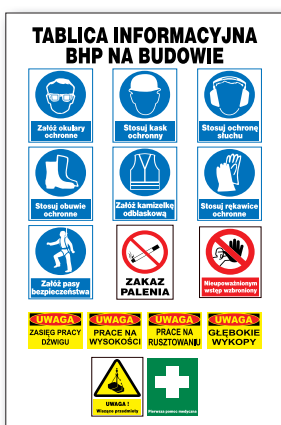 TABLICA INFORMACYJNA
BHP NA BUDOWIE
Załóż okulary
ochronne
Stosuj kask
ochronny
Stosuj ochronę
słuchu
Stosuj obuwie
ochronne
Załóż kamizelkę
odblaskową
Stosuj rękawice
ochronne
Załóż pasy
bezpieczeństwa
ZAKAZ
PALENIA
Nieupoważnionym
wstęp wzbroniony
UWAGA
ZASIĘG PRACY
DŹWIGU
UWAGA
PRACE NA
WYSOKOŚCI
UWAGA
PRACE NA
RUSZTOWANIU
UWAGA
GŁĘBOKIE
WYKOPY
UWAGA !
Wiszące przedmioty
Pierwsza pomoc medyczna